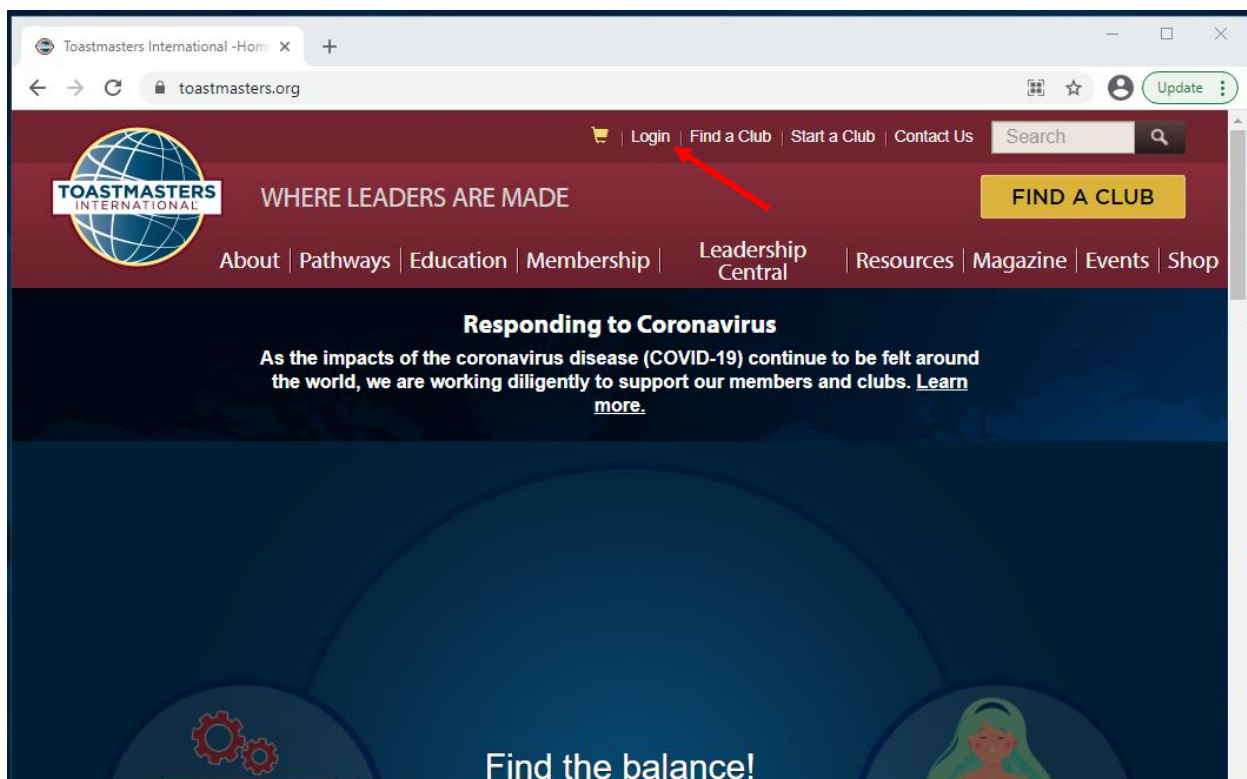 Toastmasters International -Hom
toastmasters.org
Update
Login | Find a Club | Start a Club | Contact Us
Search
TOASTMASTERS
INTERNATIONAL
WHERE LEADERS ARE MADE
FIND A CLUB
About | Pathways | Education | Membership | Leadership Central | Resources | Magazine | Events | Shop
Responding to Coronavirus
As the impacts of the coronavirus disease (COVID-19) continue to be felt around
the world, we are working diligently to support our members and clubs. Learn
more.
Find the balance!